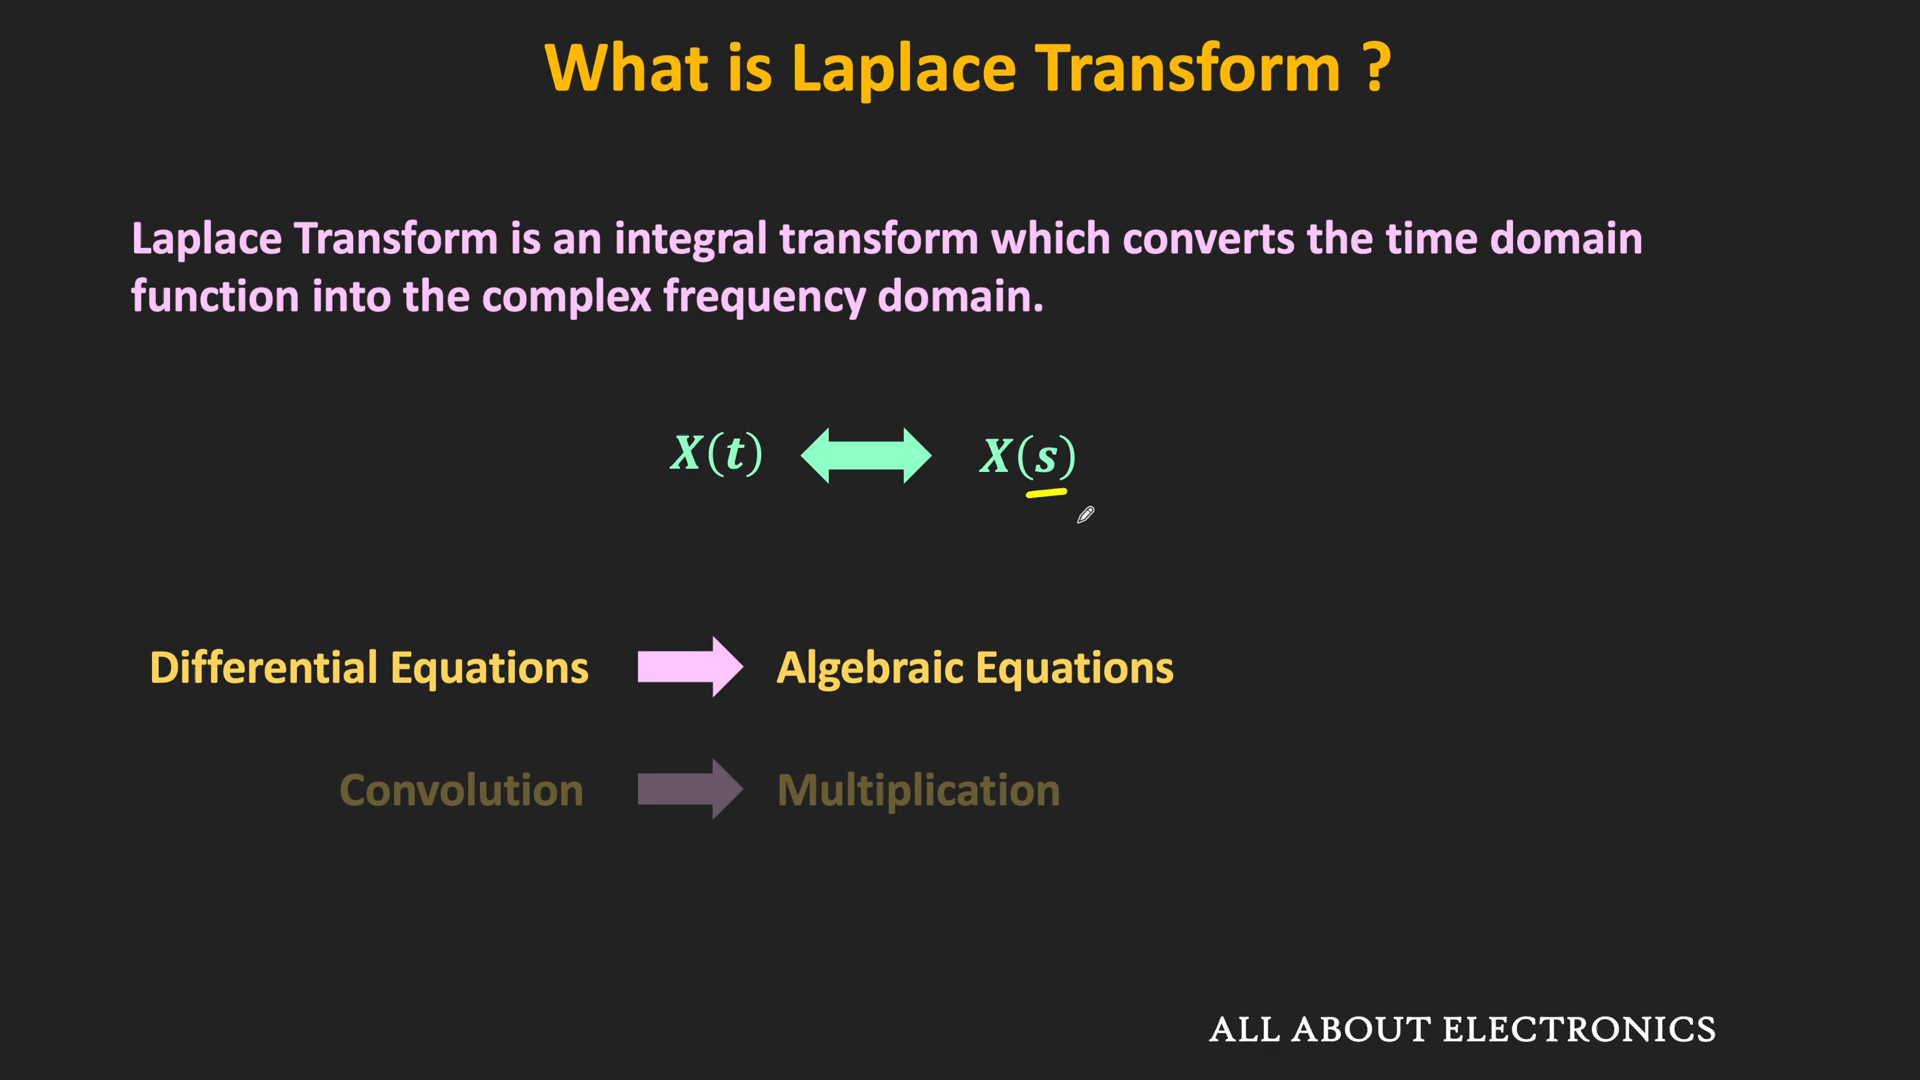 What is Laplace Transform ?
Laplace Transform is an integral transform which converts the time domain
function into the complex frequency domain.
X(t) X(s)
Differential Equations Algebraic Equations
Convolution Multiplication
ALL ABOUT ELECTRONICS